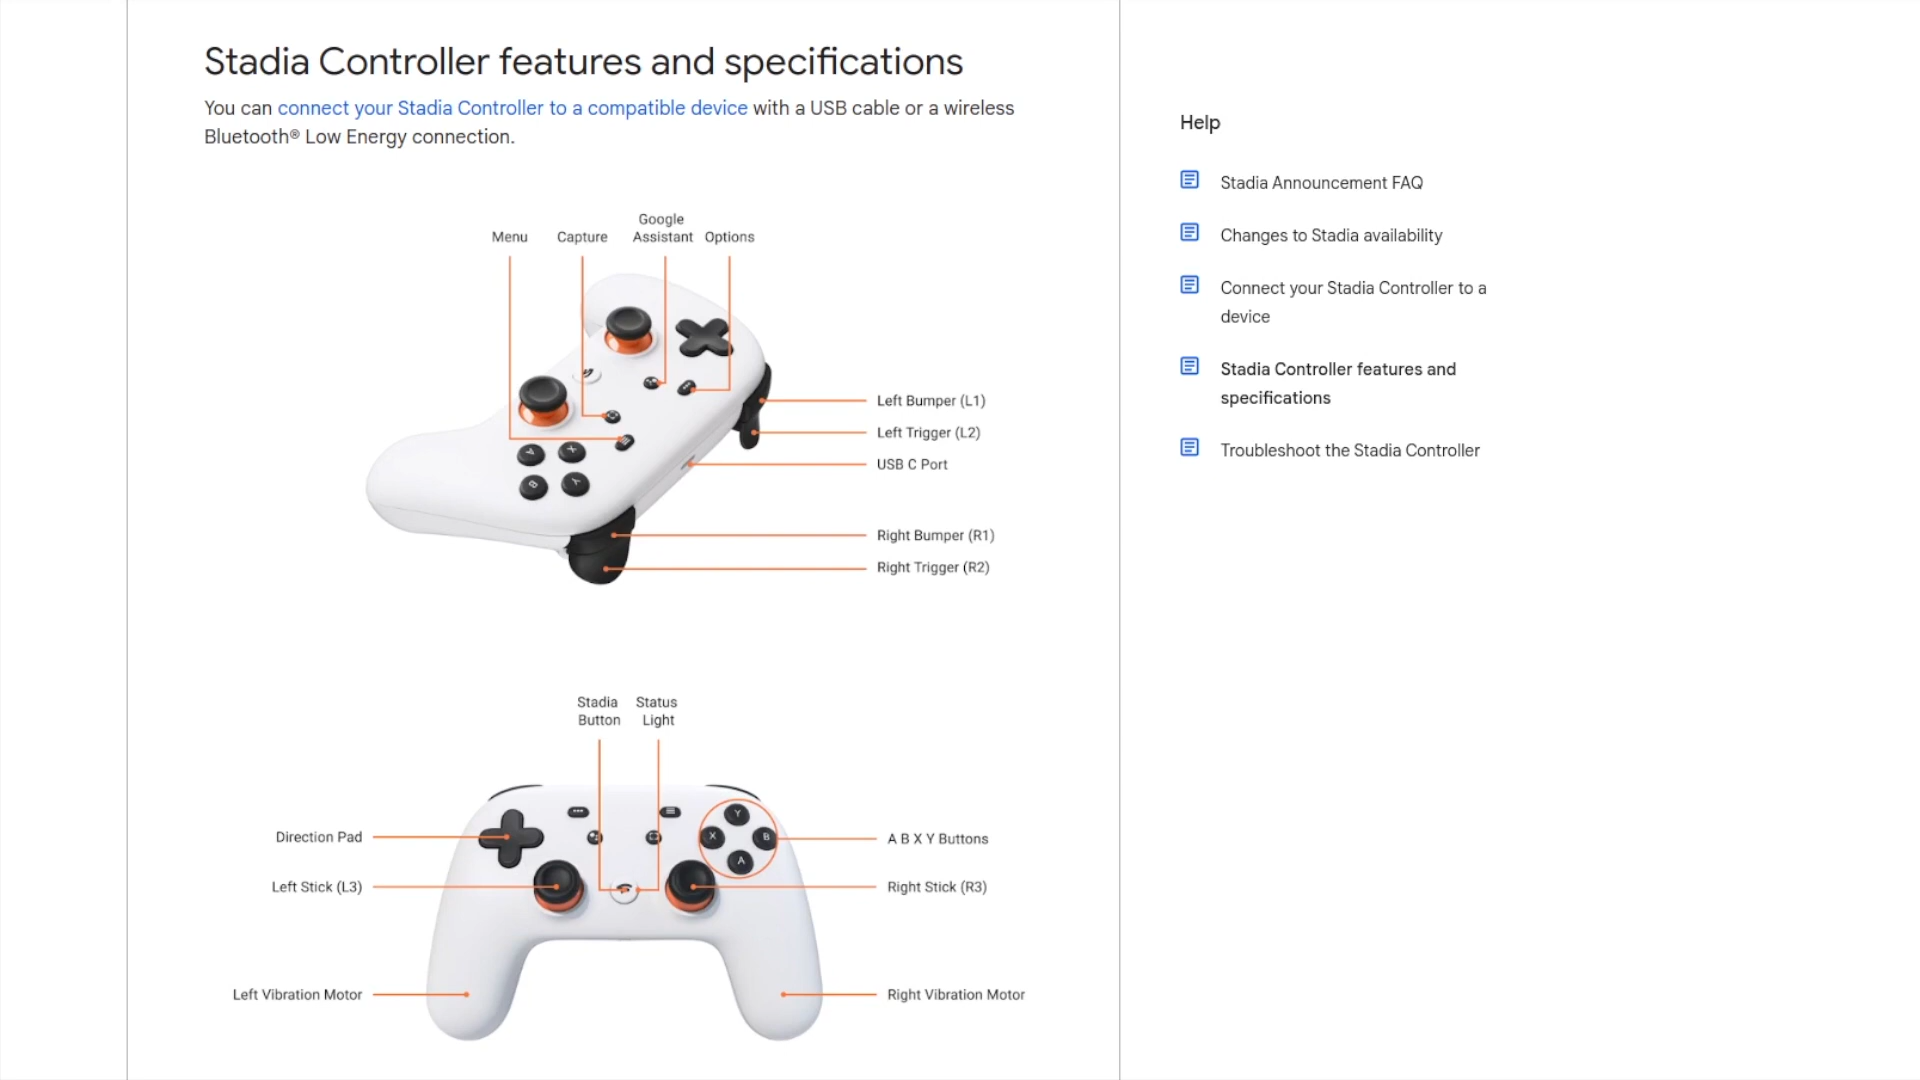 Stadia Controller features and specifications
You can connect your Stadia Controller to a compatible device with a USB cable or a wireless
Bluetooth® Low Energy connection.
Menu
Capture
Google
Assistant
Options
Left Bumper (L1)
Left Trigger (L2)
USB C Port
Right Bumper (R1)
Right Trigger (R2)
A
X
B
Y
Stadia
Button
Status
Light
Direction Pad
Left Stick (L3)
Left Vibration Motor
Y
X
B
A
A B X Y Buttons
Right Stick (R3)
Right Vibration Motor
Help
Stadia Announcement FAQ
Changes to Stadia availability
Connect your Stadia Controller to a
device
Stadia Controller features and
specifications
Troubleshoot the Stadia Controller